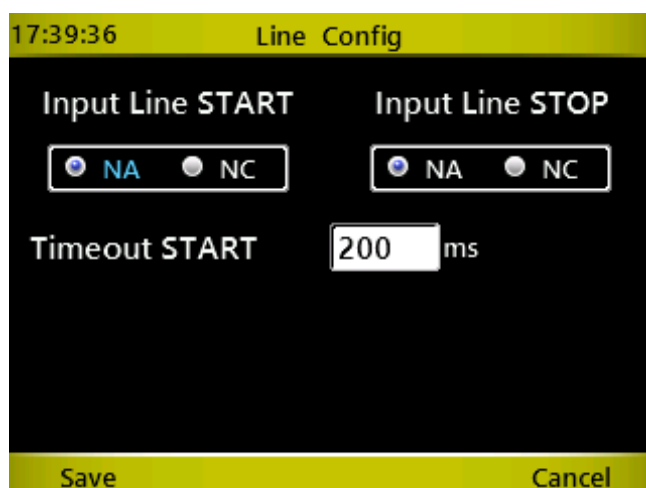 17:39:36 Line Config
Input Line START Input Line STOP
NA NC NA NC
Timeout START 200 ms
Save Cancel